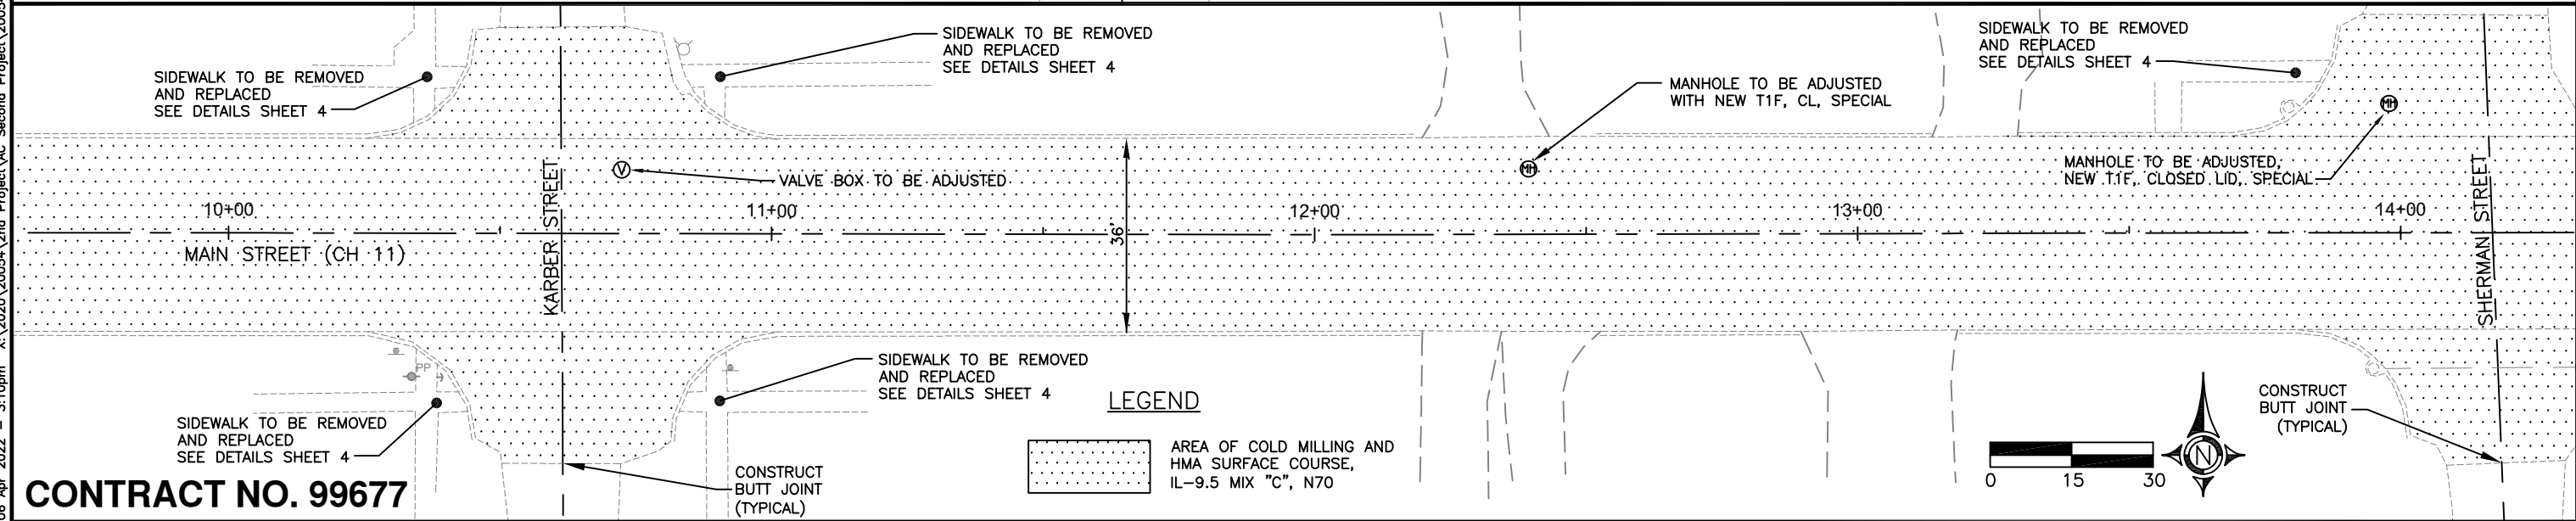 SIDEWALK TO BE REMOVED
AND REPLACED
SEE DETAILS SHEET 4
SIDEWALK TO BE REMOVED
AND REPLACED
SEE DETAILS SHEET 4
MANHOLE TO BE ADJUSTED
WITH NEW T1F, CL, SPECIAL
SIDEWALK TO BE REMOVED
AND REPLACED
SEE DETAILS SHEET 4
MH
MH
MANHOLE TO BE ADJUSTED,
NEW T1F, CLOSED LID, SPECIAL
V
VALVE BOX TO BE ADJUSTED
KARBER STREET
SHERMAN STREET
10+00
11+00
12+00
13+00
14+00
36'
MAIN STREET (CH 11)
PP
SIDEWALK TO BE REMOVED
AND REPLACED
SEE DETAILS SHEET 4
SIDEWALK TO BE REMOVED
AND REPLACED
SEE DETAILS SHEET 4
CONSTRUCT
BUTT JOINT
(TYPICAL)
LEGEND
AREA OF COLD MILLING AND
HMA SURFACE COURSE,
IL-9.5 MIX "C", N70
0 15 30
N
CONSTRUCT
BUTT JOINT
(TYPICAL)
CONTRACT NO. 99677